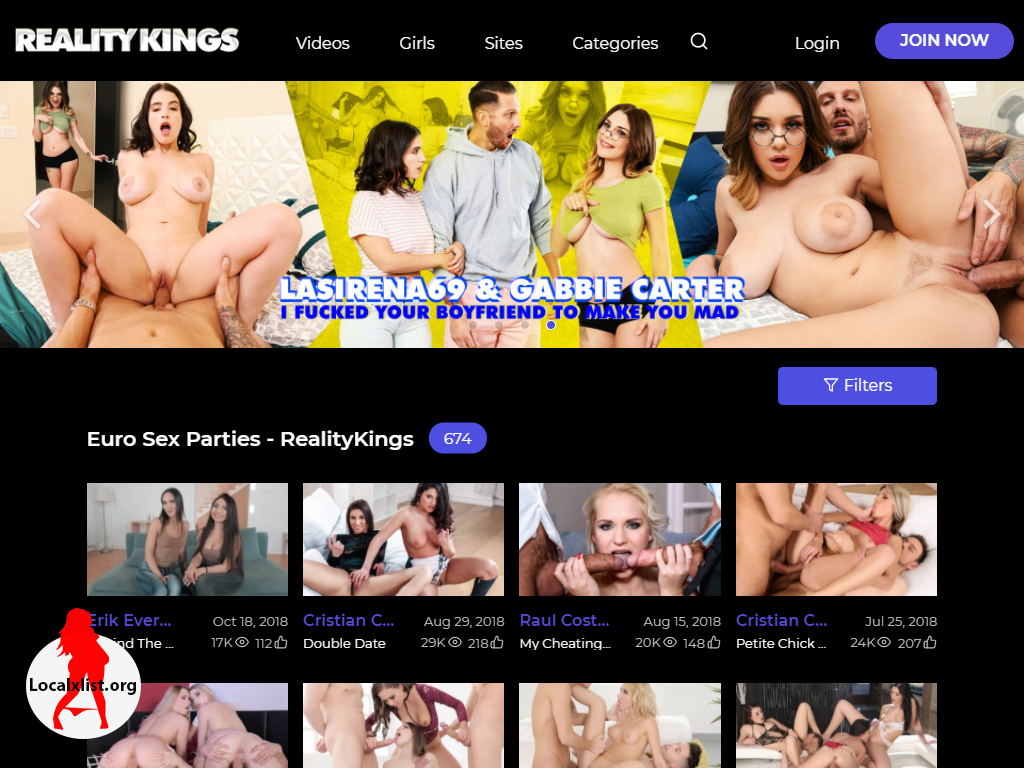 REALITY KINGS
Videos
Girls
Sites
Categories
Login
JOIN NOW
LASIRENA69 & GABBIE CARTER
I FUCKED YOUR BOYFRIEND TO MAKE YOU MAD
Filters
Euro Sex Parties - RealityKings 674
Erik Ever... Oct 18, 2018
The ... 17K 112
Cristian C... Aug 29, 2018
Double Date 29K 218
Raul Cost... Aug 15, 2018
My Cheating... 20K 148
Cristian C... Jul 25, 2018
Petite Chick ... 24K 207
Localxlist.org